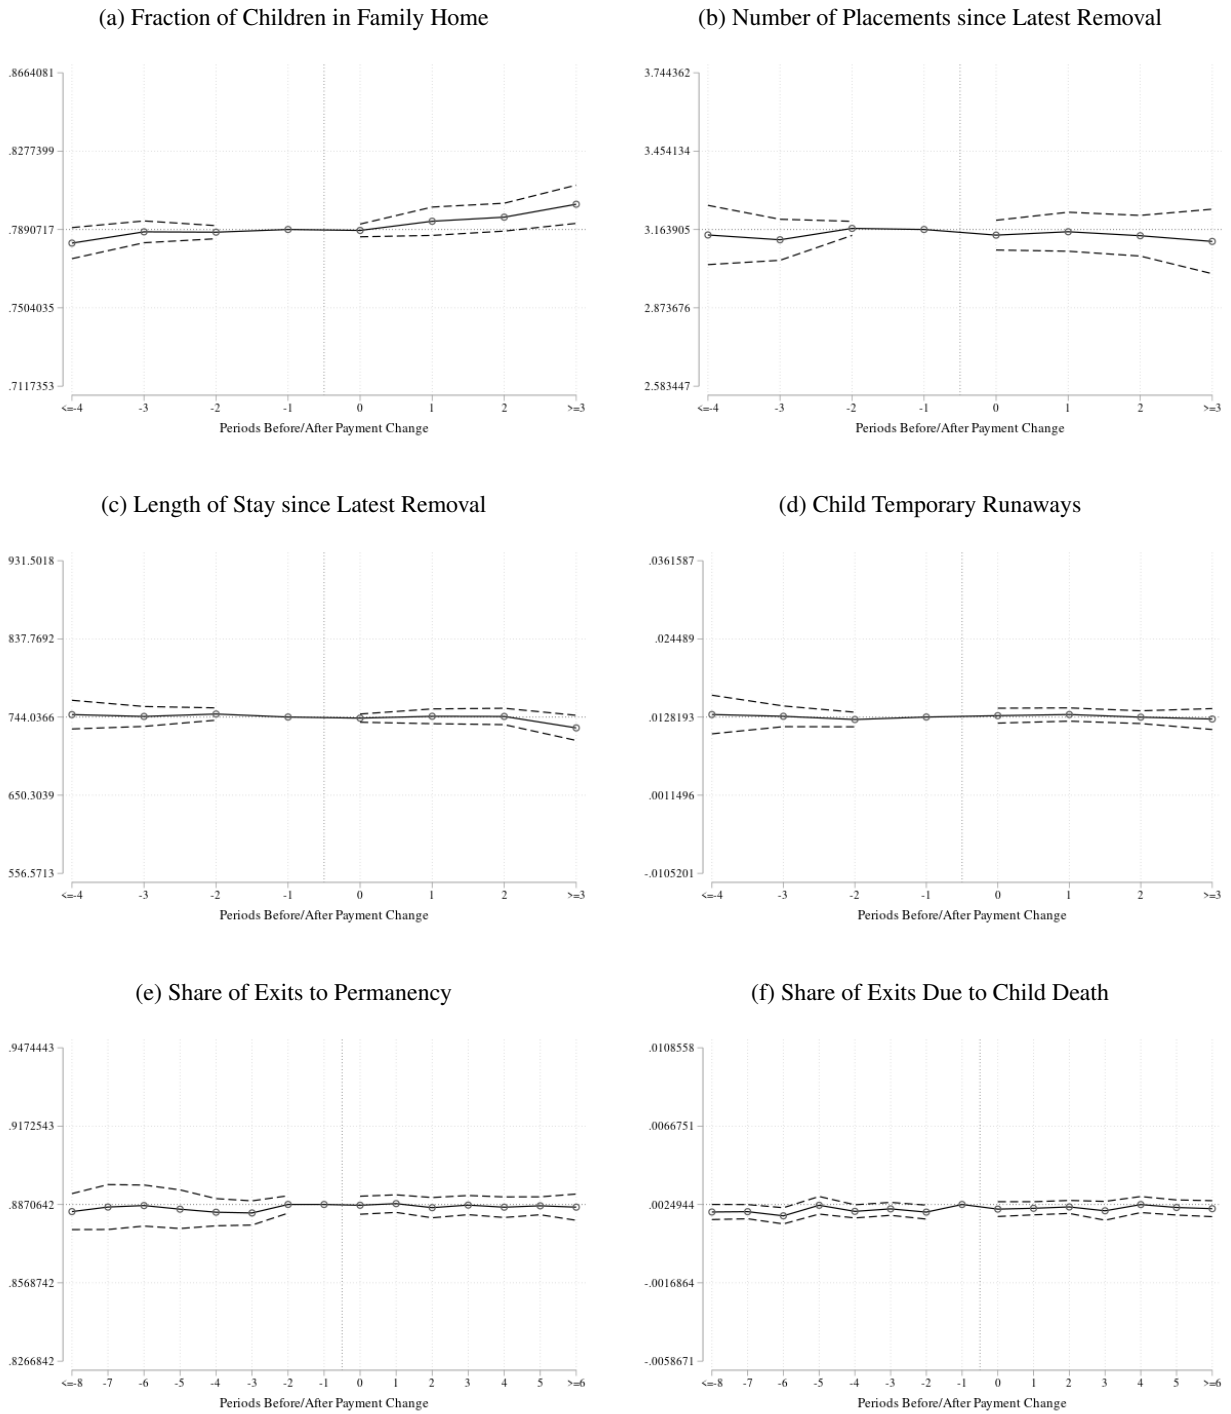 (a) Fraction of Children in Family Home
.8664081
.8277399
.7890717
.7504035
.7117353
<=-4 -3 -2 -1 0 1 2 >=3
Periods Before/After Payment Change
(b) Number of Placements since Latest Removal
3.744362
3.454134
3.163905
2.873676
2.583447
<=-4 -3 -2 -1 0 1 2 >=3
Periods Before/After Payment Change
(c) Length of Stay since Latest Removal
931.5018
837.7692
744.0366
650.3039
556.5713
<=-4 -3 -2 -1 0 1 2 >=3
Periods Before/After Payment Change
(d) Child Temporary Runaways
.0361587
.024489
.0128193
.0011496
-.0105201
<=-4 -3 -2 -1 0 1 2 >=3
Periods Before/After Payment Change
(e) Share of Exits to Permanency
.9474443
.9172543
.8870642
.8568742
.8266842
<=-8 -7 -6 -5 -4 -3 -2 -1 0 1 2 3 4 5 >=6
Periods Before/After Payment Change
(f) Share of Exits Due to Child Death
.0108558
.0066751
.0024944
-.0016864
-.0058671
<=-8 -7 -6 -5 -4 -3 -2 -1 0 1 2 3 4 5 >=6
Periods Before/After Payment Change